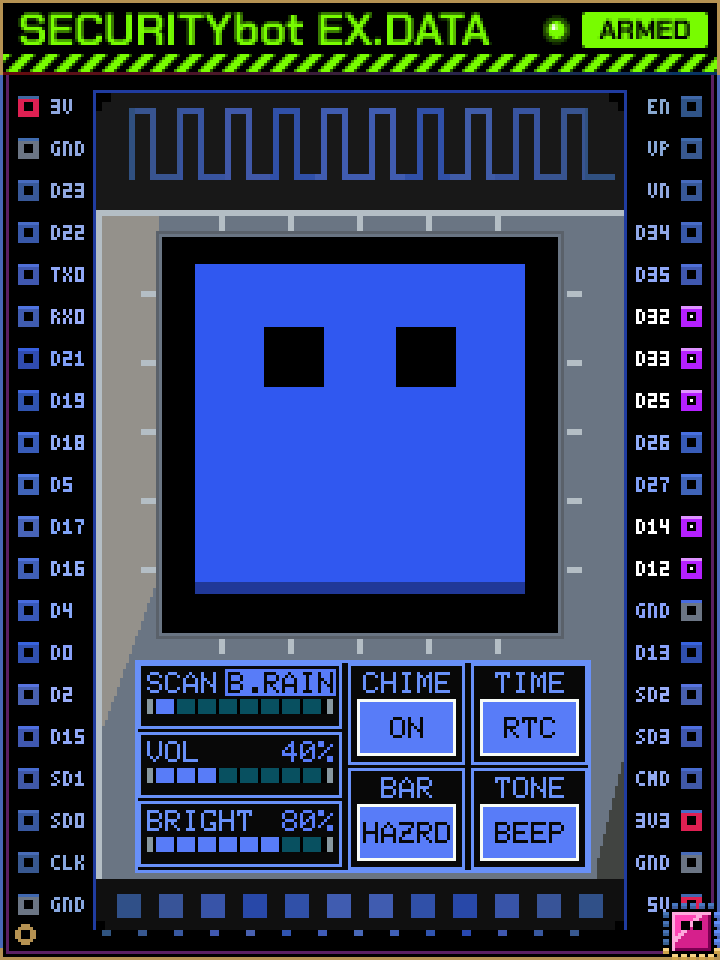 SECURITYbot EX.DATA ARMED
3V EN
GND VP
D23 VN
D22 D34
TX0 D35
RX0 D32
D21 D33
D19 D25
D18 D26
D5 D27
D17 D14
D16 D12
D4 GND
D0 D13
D2 SD2
D15 SD3
SD1 CMD
SD0 3V3
CLK GND
GND 5V
SCAN B.RAIN
VOL 40%
BRIGHT 80%
CHIME
ON
TIME
RTC
BAR
HAZRD
TONE
BEEP